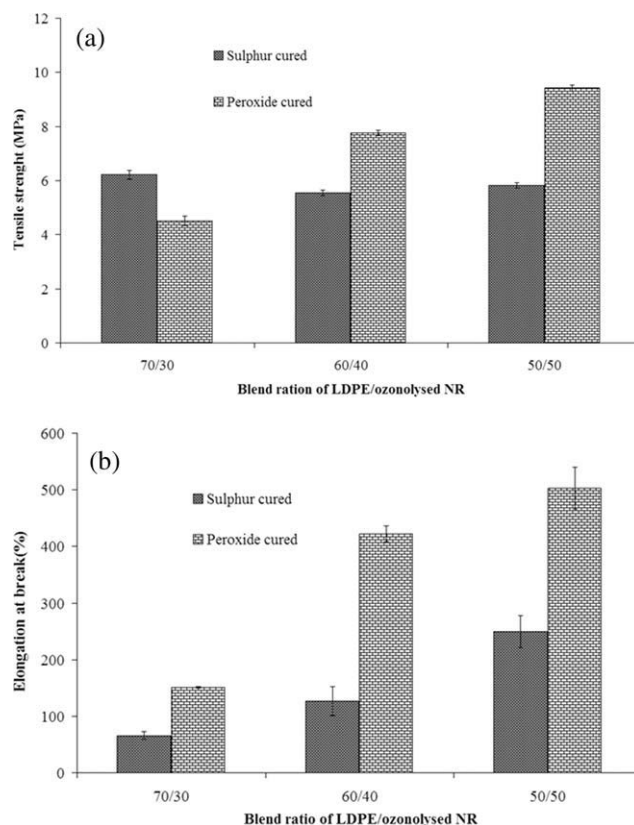 (a)
Sulphur cured
Peroxide cured
Tensile strenght (MPa)
12
10
8
6
4
2
0
70/30 60/40 50/50
Blend ration of LDPE/ozonolysed NR
(b)
Sulphur cured
Peroxide cured
Elongation at break(%)
600
500
400
300
200
100
0
70/30 60/40 50/50
Blend ratio of LDPE/ozonolysed NR